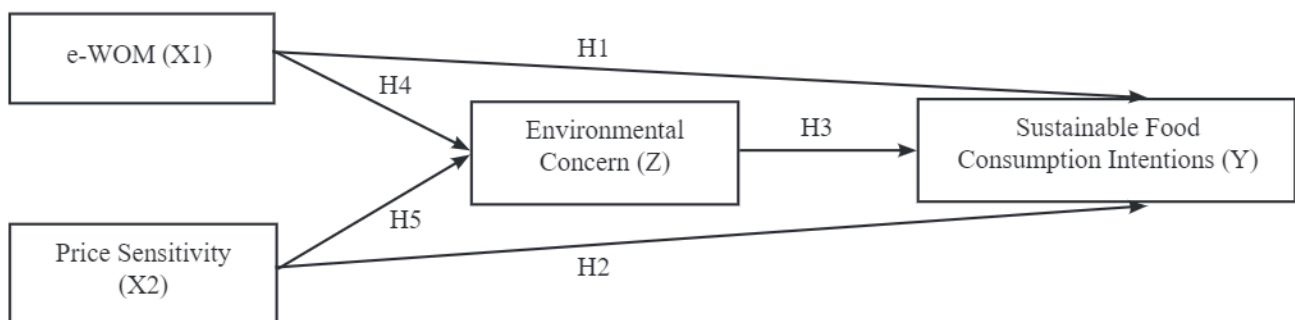 e-WOM (X1)
H1
H4
Environmental
Concern (Z)
H3
Sustainable Food
Consumption Intentions (Y)
H5
Price Sensitivity
(X2)
H2